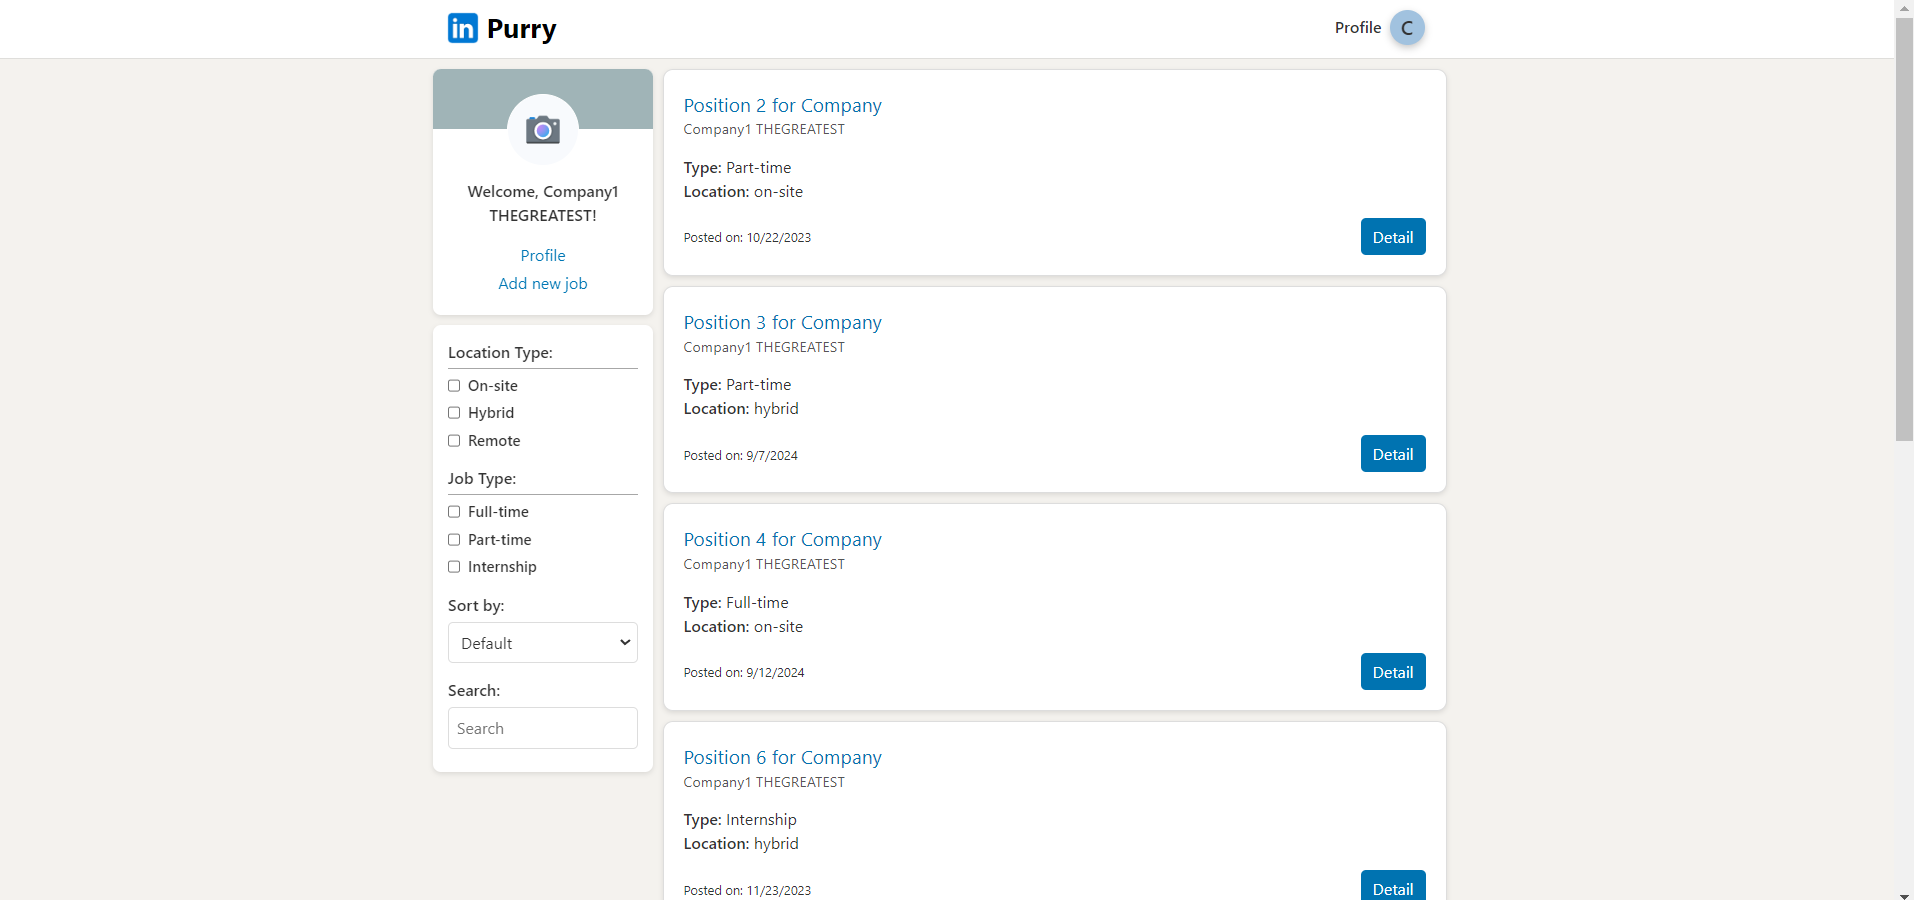 in Purry
Profile C
Welcome, Company1
THEGREATEST!
Profile
Add new job
Location Type:
On-site
Hybrid
Remote
Job Type:
Full-time
Part-time
Internship
Sort by:
Default
Search:
Search
Position 2 for Company
Company1 THEGREATEST
Type: Part-time
Location: on-site
Posted on: 10/22/2023
Detail
Position 3 for Company
Company1 THEGREATEST
Type: Part-time
Location: hybrid
Posted on: 9/7/2024
Detail
Position 4 for Company
Company1 THEGREATEST
Type: Full-time
Location: on-site
Posted on: 9/12/2024
Detail
Position 6 for Company
Company1 THEGREATEST
Type: Internship
Location: hybrid
Posted on: 11/23/2023
Detail